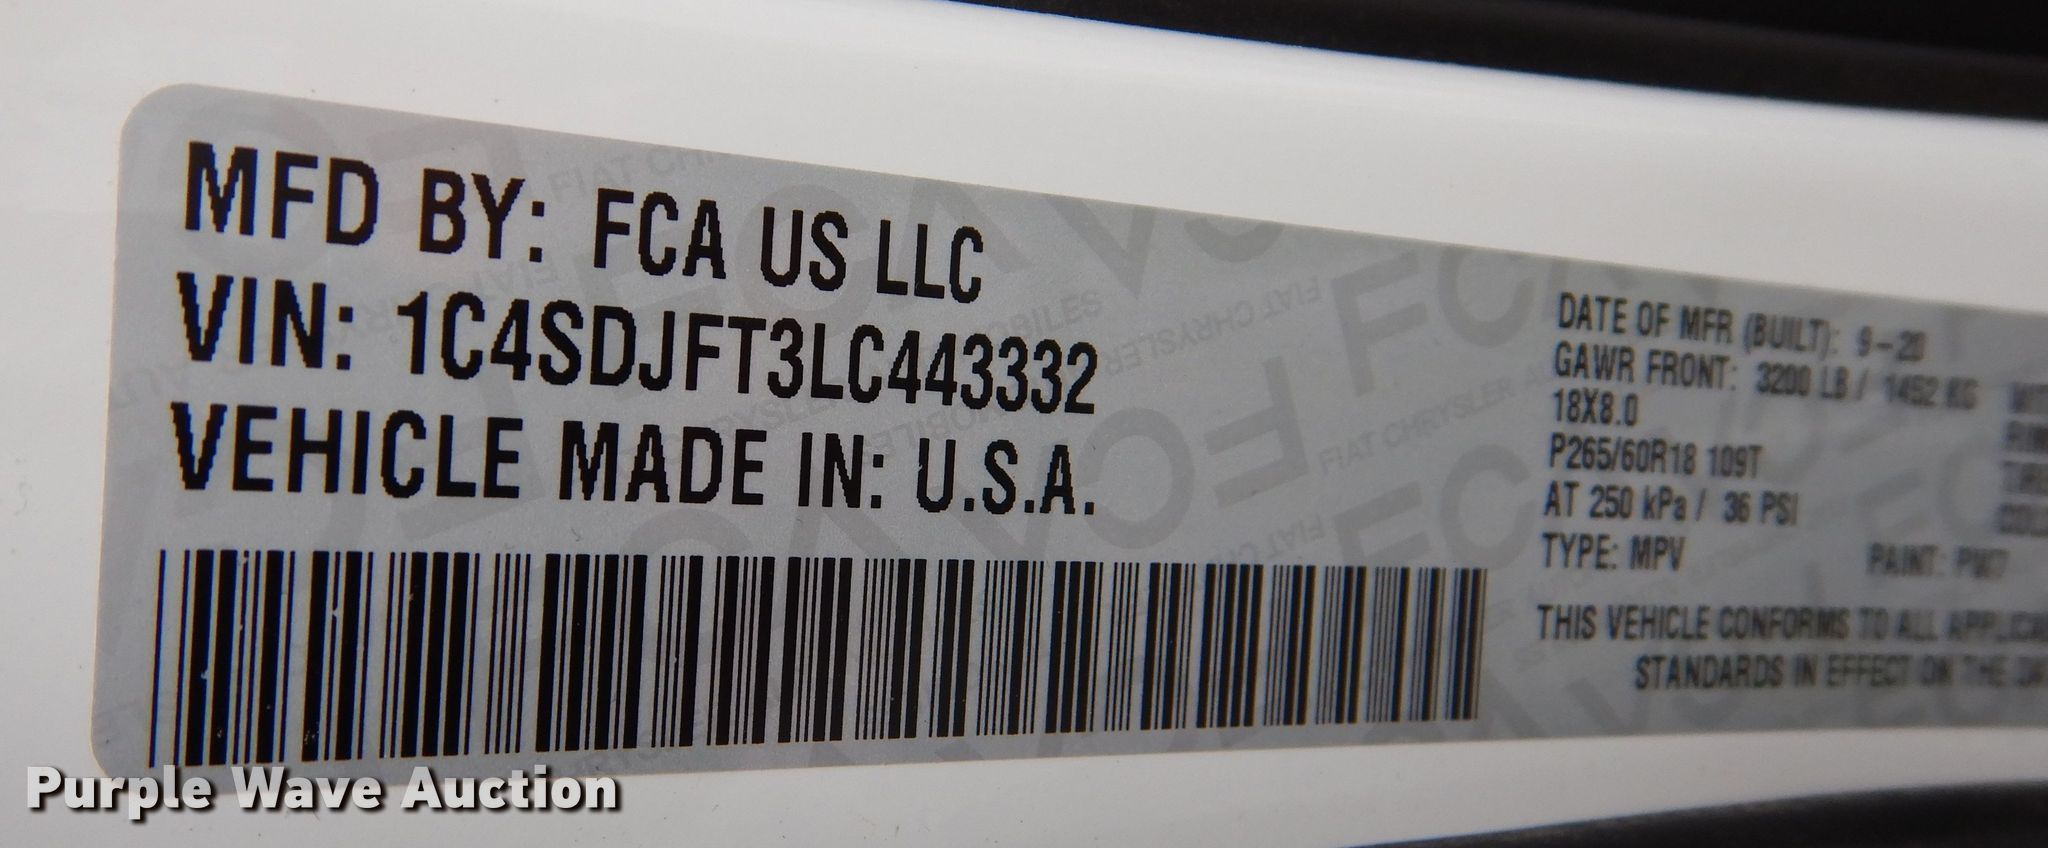 MFD BY: FCA US LLC
VIN: 1C4SDJFT3LC443332
VEHICLE MADE IN: U.S.A.
DATE OF MFR (BUILT): 9-20
GAWR FRONT: 3200 LB / 1452 KG
18X8.0
P265/60R18 109T
AT 250 kPa / 36 PSI
TYPE: MPV PAINT: PW7
THIS VEHICLE CONFORMS TO ALL
STANDARDS IN EFFECT ON THE
Purple Wave Auction